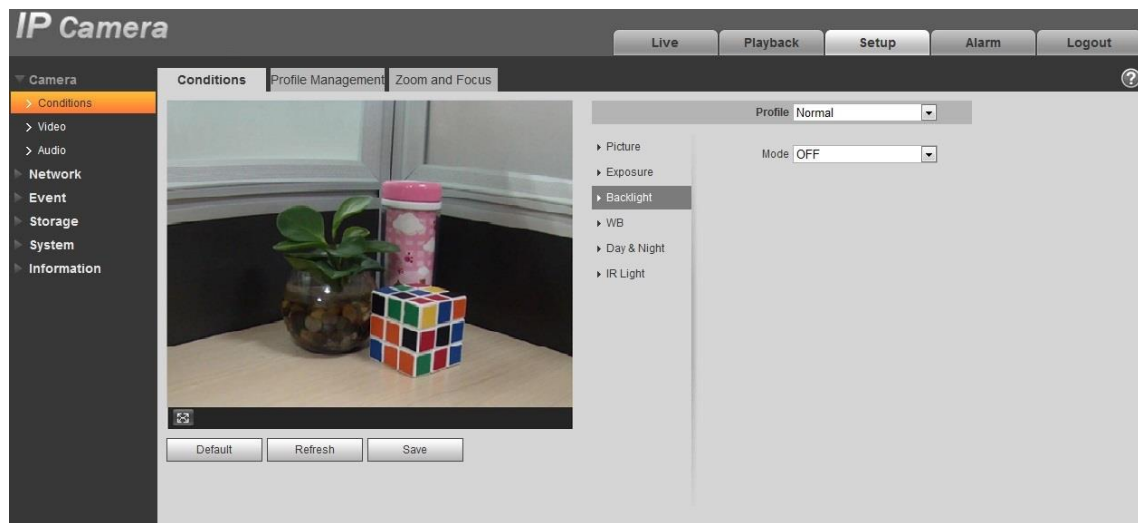 IP Camera
Live Playback Setup Alarm Logout
Camera
Conditions
Video
Audio
Network
Event
Storage
System
Information
Conditions Profile Management Zoom and Focus
?
Profile Normal
Picture
Exposure
Backlight
WB
Day & Night
IR Light
Mode OFF
Default Refresh Save